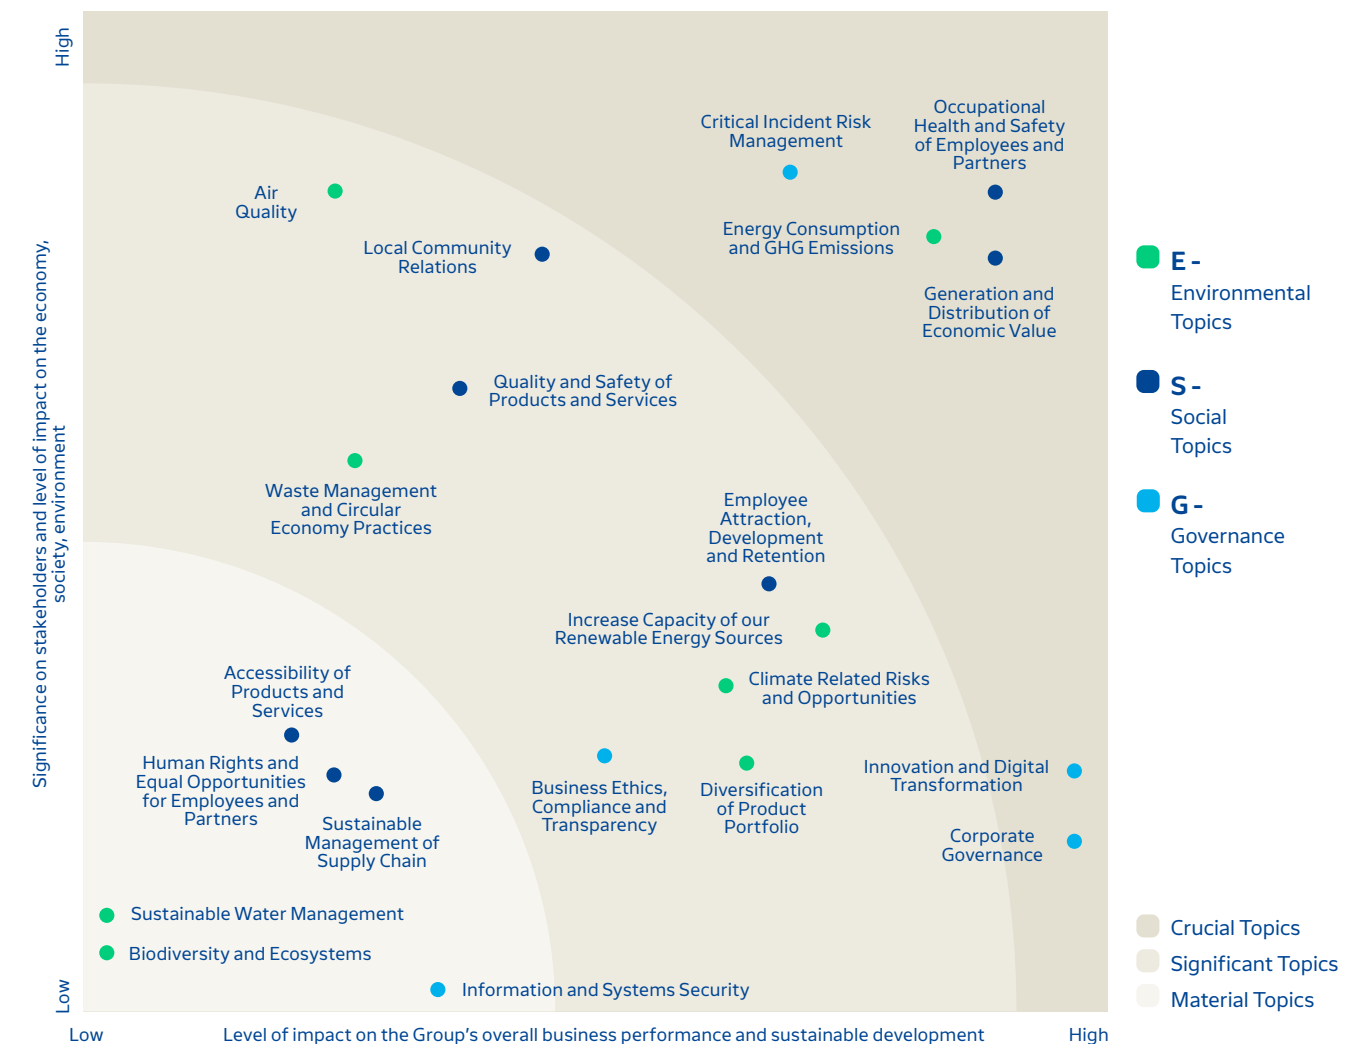 High
Significance on stakeholders and level of impact on the economy,
society, environment
Low
Critical Incident Risk
Management
Occupational
Health and Safety
of Employees and
Partners
Air
Quality
Local Community
Relations
Energy Consumption
and GHG Emissions
Generation and
Distribution of
Economic Value
Quality and Safety of
Products and Services
Waste Management
and Circular
Economy Practices
Employee
Attraction,
Development
and Retention
Increase Capacity of our
Renewable Energy Sources
Climate Related Risks
and Opportunities
Accessibility of
Products and
Services
Human Rights and
Equal Opportunities
for Employees and
Partners
Sustainable
Management of
Supply Chain
Business Ethics,
Compliance and
Transparency
Diversification
of Product
Portfolio
Innovation and Digital
Transformation
Corporate
Governance
Sustainable Water Management
Biodiversity and Ecosystems
Information and Systems Security
Low
Level of impact on the Group's overall business performance and sustainable development
High
E -
Environmental
Topics
S -
Social
Topics
G -
Governance
Topics
Crucial Topics
Significant Topics
Material Topics